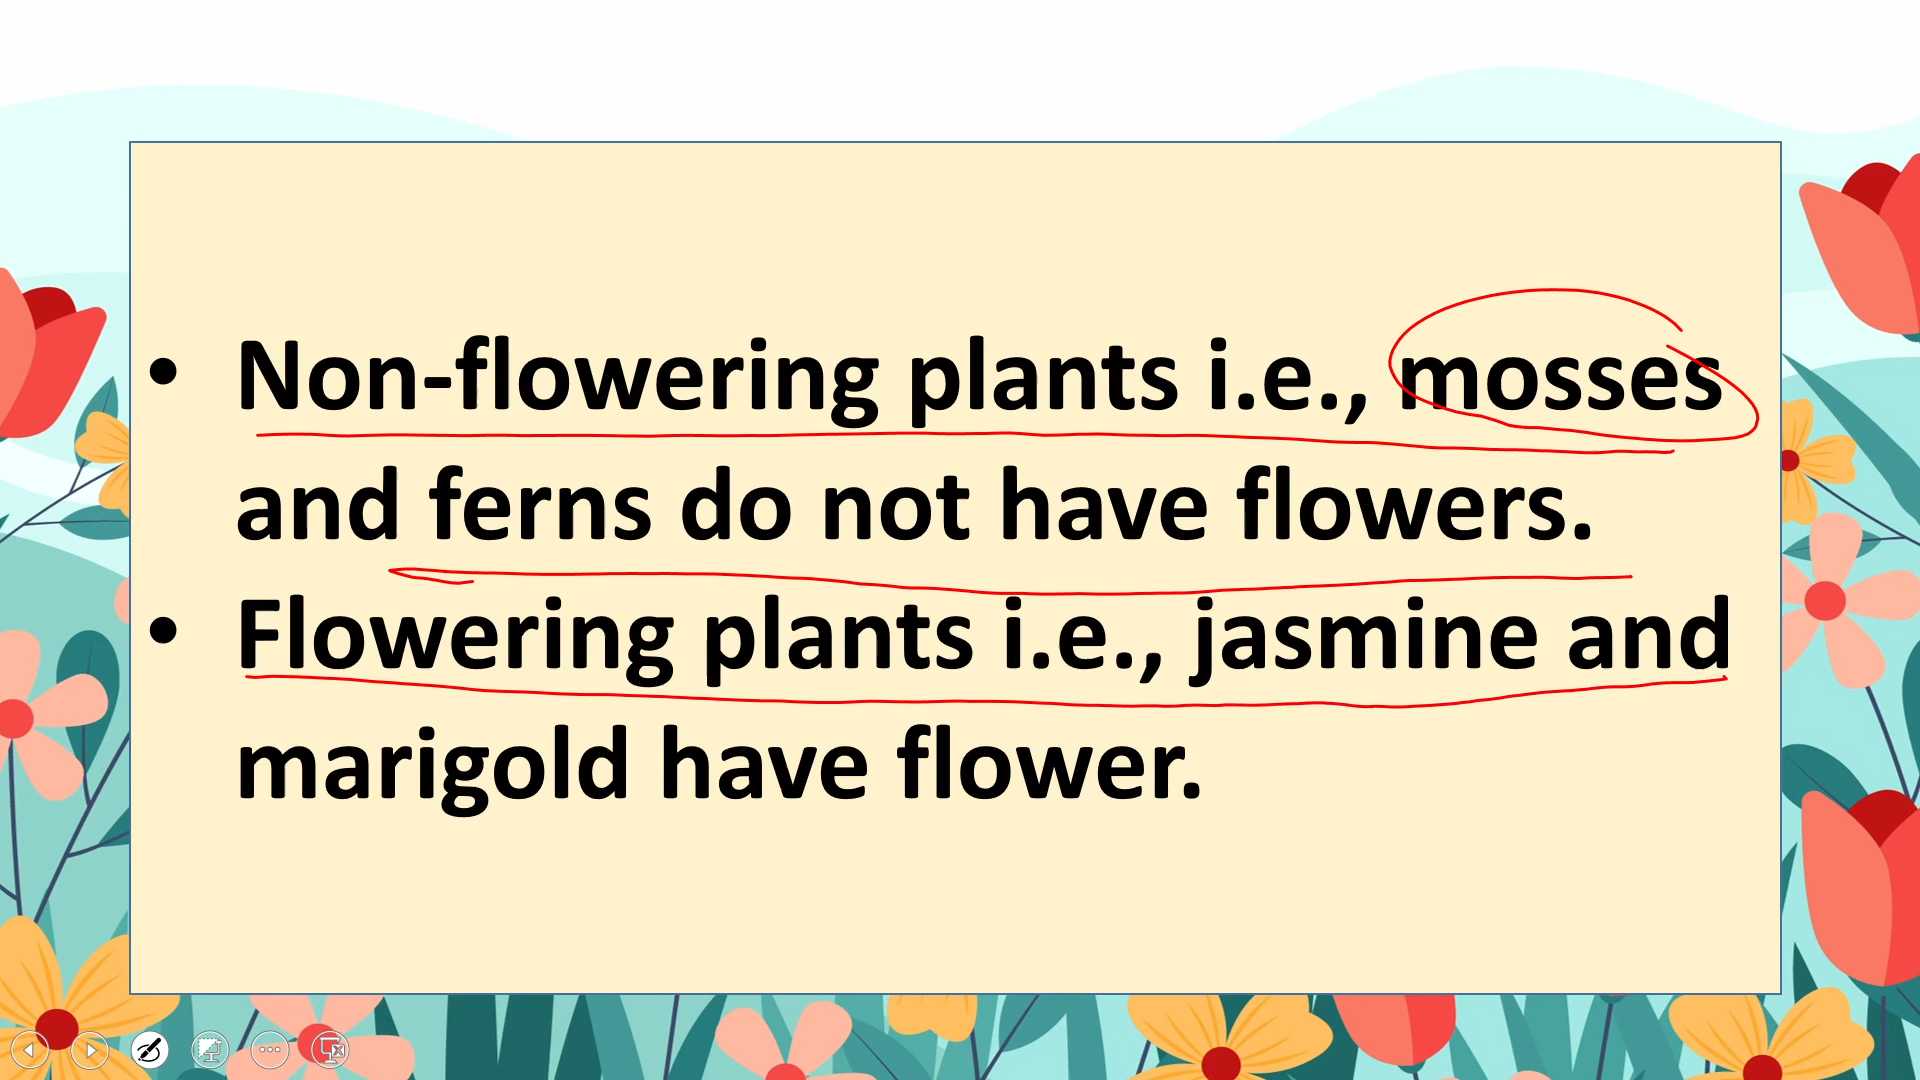 • Non-flowering plants i.e., mosses
and ferns do not have flowers.
• Flowering plants i.e., jasmine and
marigold have flower.